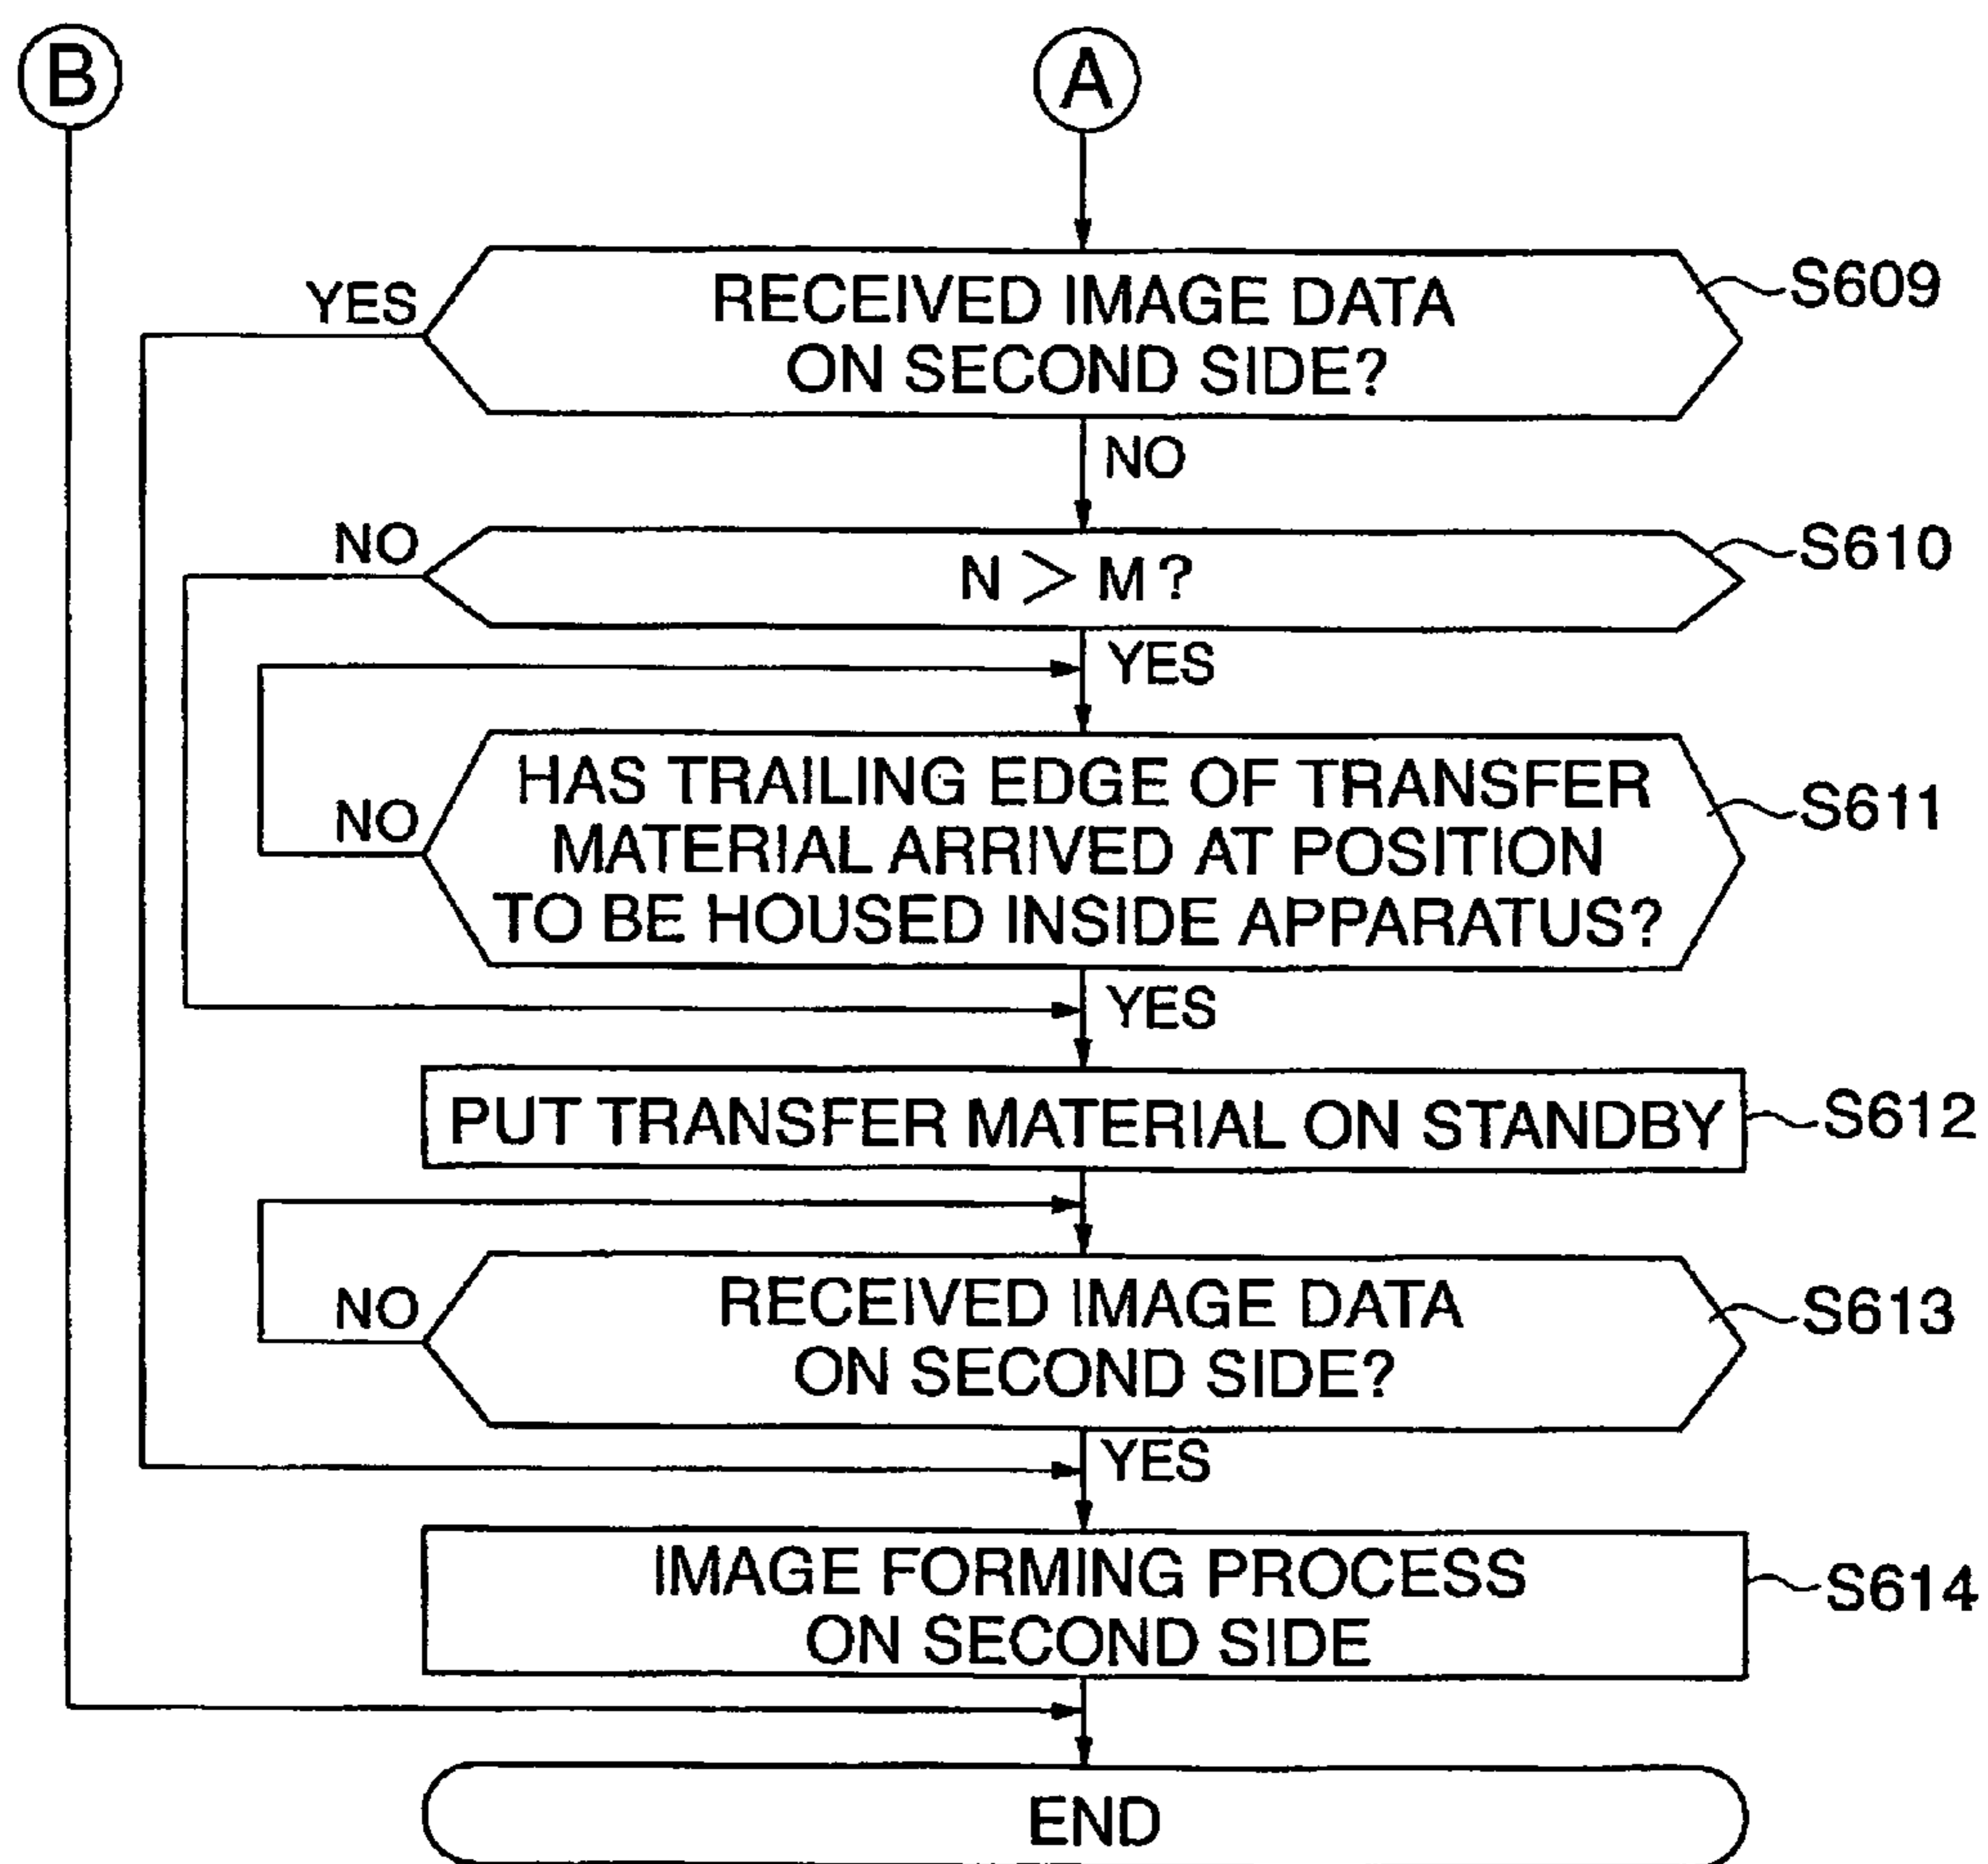 B
A
YES
RECEIVED IMAGE DATA
ON SECOND SIDE?
S609
NO
NO
N > M?
S610
YES
HAS TRAILING EDGE OF TRANSFER
MATERIAL ARRIVED AT POSITION
TO BE HOUSED INSIDE APPARATUS?
NO
S611
YES
PUT TRANSFER MATERIAL ON STANDBY
S612
NO
RECEIVED IMAGE DATA
ON SECOND SIDE?
S613
YES
IMAGE FORMING PROCESS
ON SECOND SIDE
S614
END